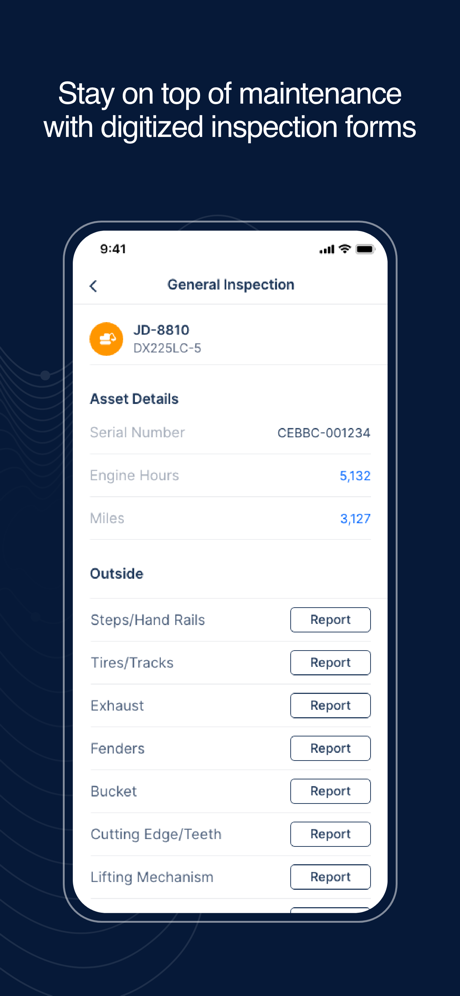 Stay on top of maintenance
with digitized inspection forms
9:41
General Inspection
JD-8810
DX225LC-5
Asset Details
Serial Number CEBBC-001234
Engine Hours 5,132
Miles 3,127
Outside
Steps/Hand Rails Report
Tires/Tracks Report
Exhaust Report
Fenders Report
Bucket Report
Cutting Edge/Teeth Report
Lifting Mechanism Report